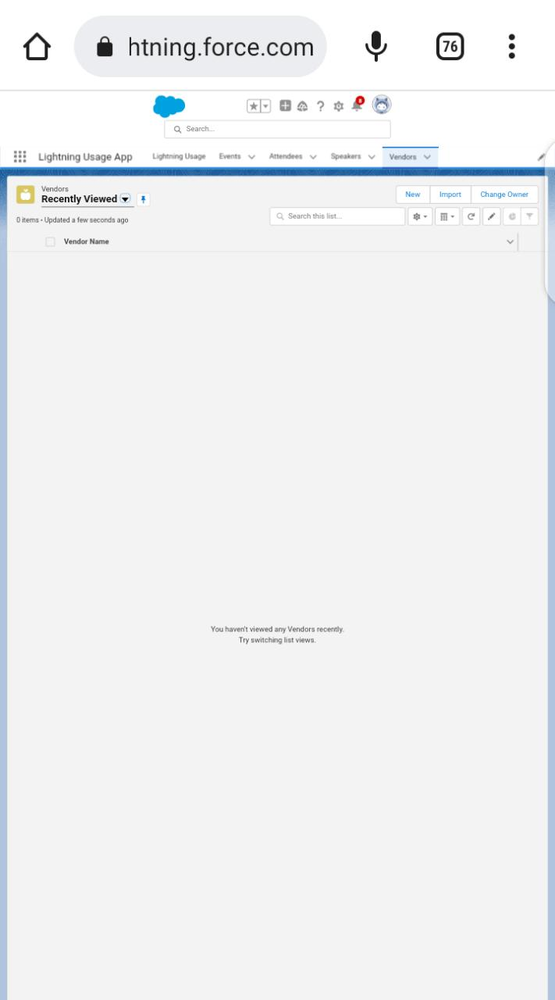 htning.force.com
76
8
Search...
Lightning Usage App
Lightning Usage
Events
Attendees
Speakers
Vendors
Vendors
Recently Viewed
New
Import
Change Owner
0 items • Updated a few seconds ago
Search this list...
Vendor Name
You haven't viewed any Vendors recently.
Try switching list views.